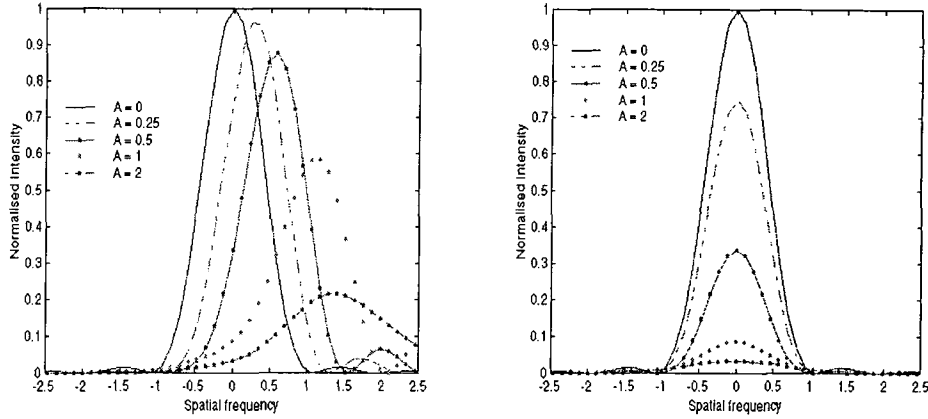 1
0.9
0.8
0.7
0.6
0.5
0.4
0.3
0.2
0.1
0
Normalised Intensity
A = 0
A = 0.25
A = 0.5
A = 1
A = 2
-2.5 -2 -1.5 -1 -0.5 0 0.5 1 1.5 2 2.5
Spatial frequency
1
0.9
0.8
0.7
0.6
0.5
0.4
0.3
0.2
0.1
0
Normalised Intensity
A = 0
A = 0.25
A = 0.5
A = 1
A = 2
-2.5 -2 -1.5 -1 -0.5 0 0.5 1 1.5 2 2.5
Spatial frequency